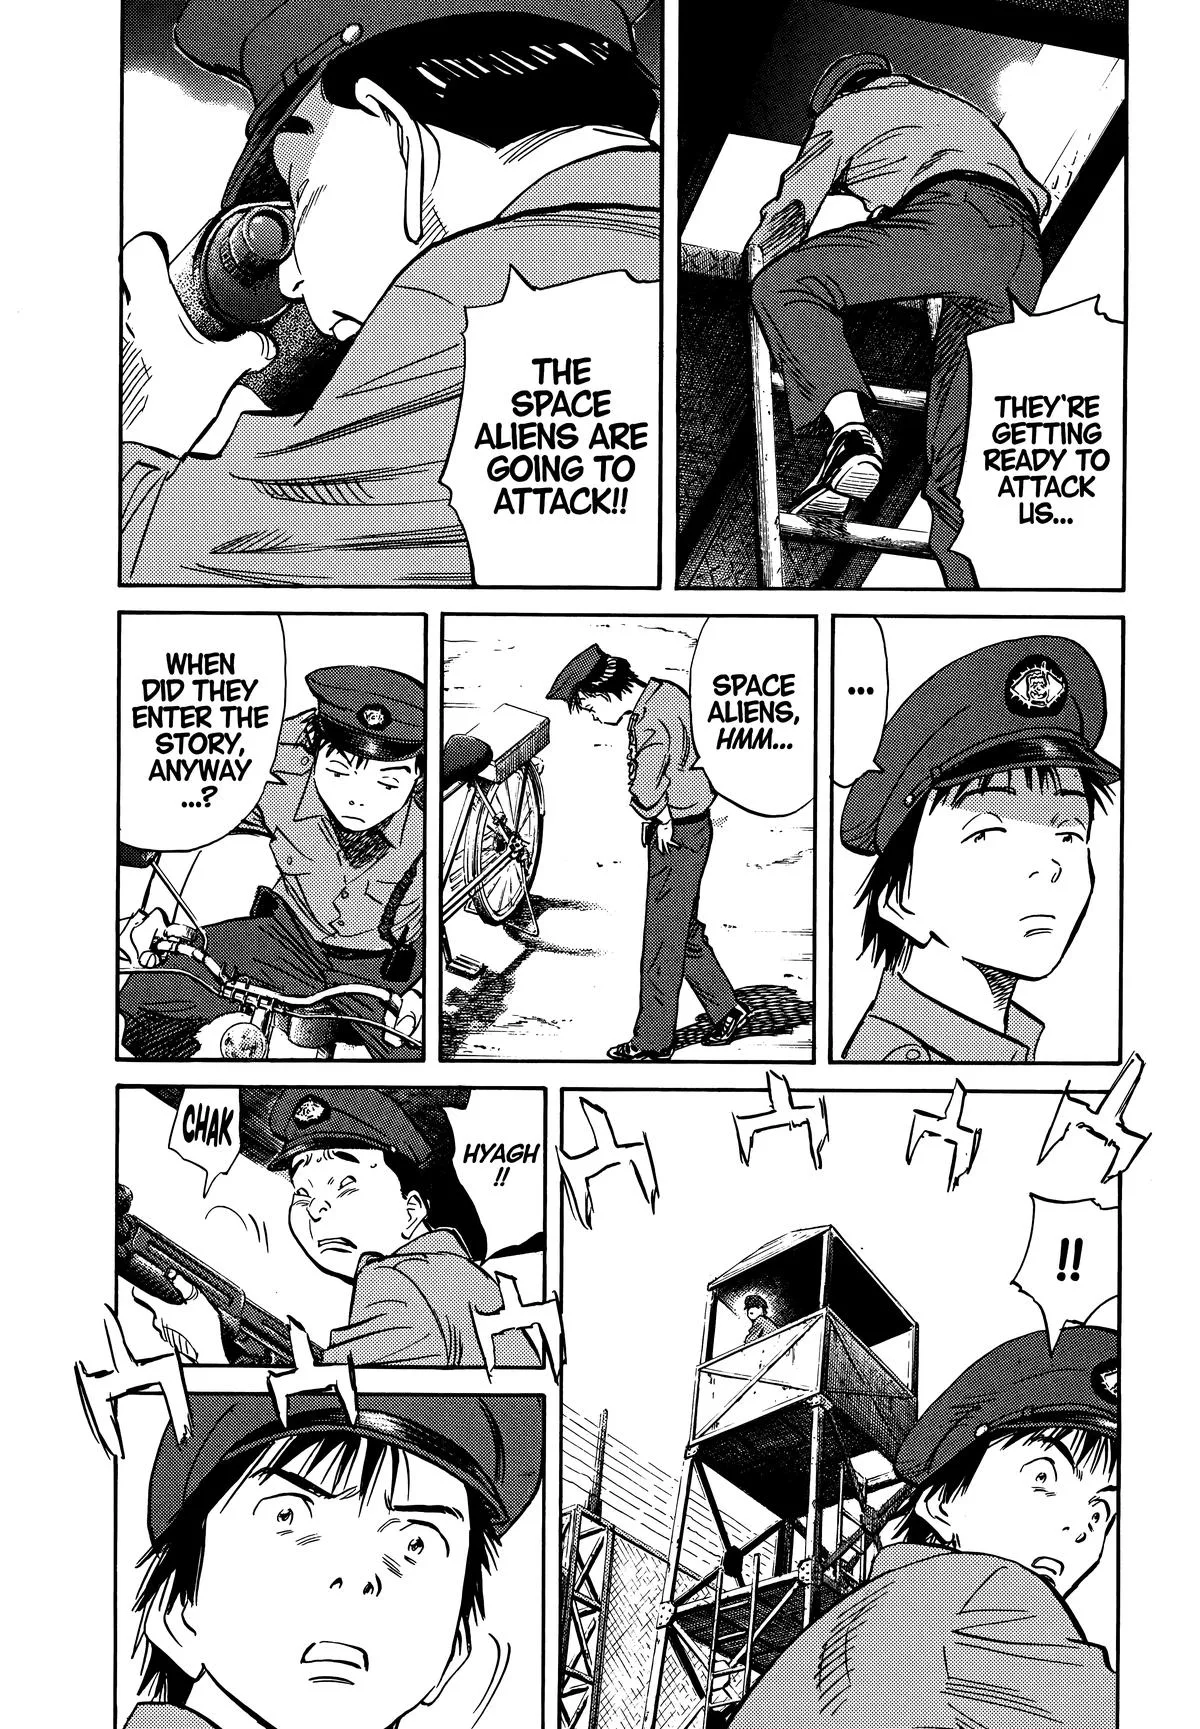 THEY'RE
GETTING
READY TO
ATTACK
US...
THE
SPACE
ALIENS ARE
GOING TO
ATTACK!!
...
SPACE
ALIENS,
HMM...
WHEN
DID THEY
ENTER THE
STORY,
ANYWAY
...?
!!
HYAGH
!!
CHAK